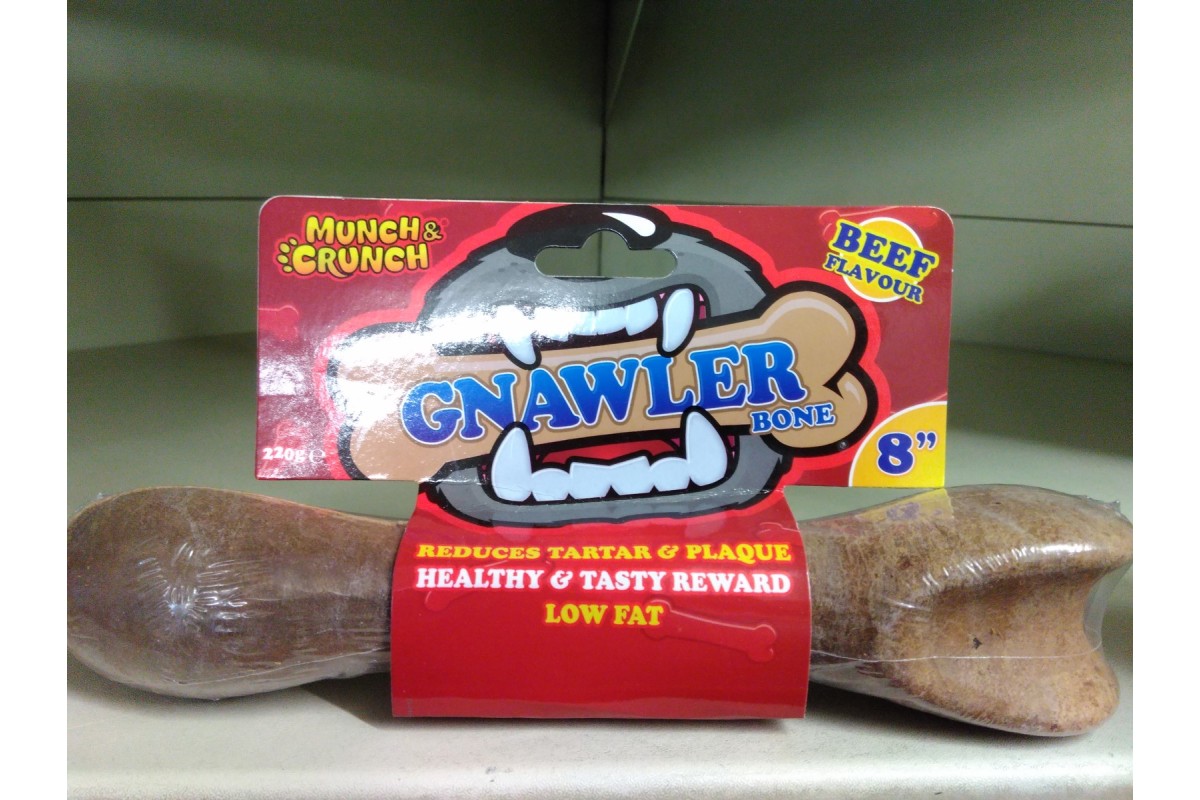 MUNCH &
CRUNCH
BEEF
FLAVOUR
GNAWLER
BONE
8”
220g ℮
REDUCES TARTAR & PLAQUE
HEALTHY & TASTY REWARD
LOW FAT